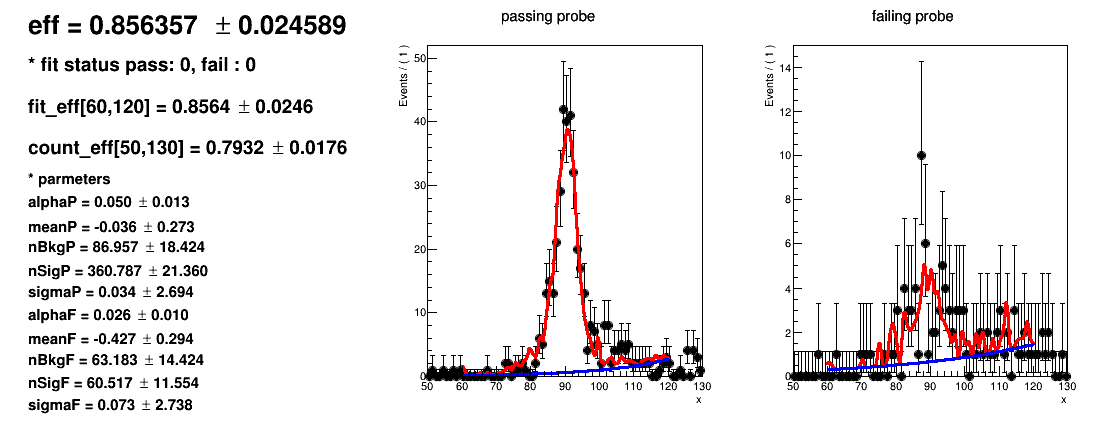 eff = 0.856357 ± 0.024589
* fit status pass: 0, fail : 0
fit_eff[60,120] = 0.8564 ± 0.0246
count_eff[50,130] = 0.7932 ± 0.0176
* parmeters
alphaP = 0.050 ± 0.013
meanP = -0.036 ± 0.273
nBkgP = 86.957 ± 18.424
nSigP = 360.787 ± 21.360
sigmaP = 0.034 ± 2.694
alphaF = 0.026 ± 0.010
meanF = -0.427 ± 0.294
nBkgF = 63.183 ± 14.424
nSigF = 60.517 ± 11.554
sigmaF = 0.073 ± 2.738
passing probe
Events / ( 1 )
50
40
30
20
10
0
50 60 70 80 90 100 110 120 130
x
failing probe
Events / ( 1 )
14
12
10
8
6
4
2
0
50 60 70 80 90 100 110 120 130
x